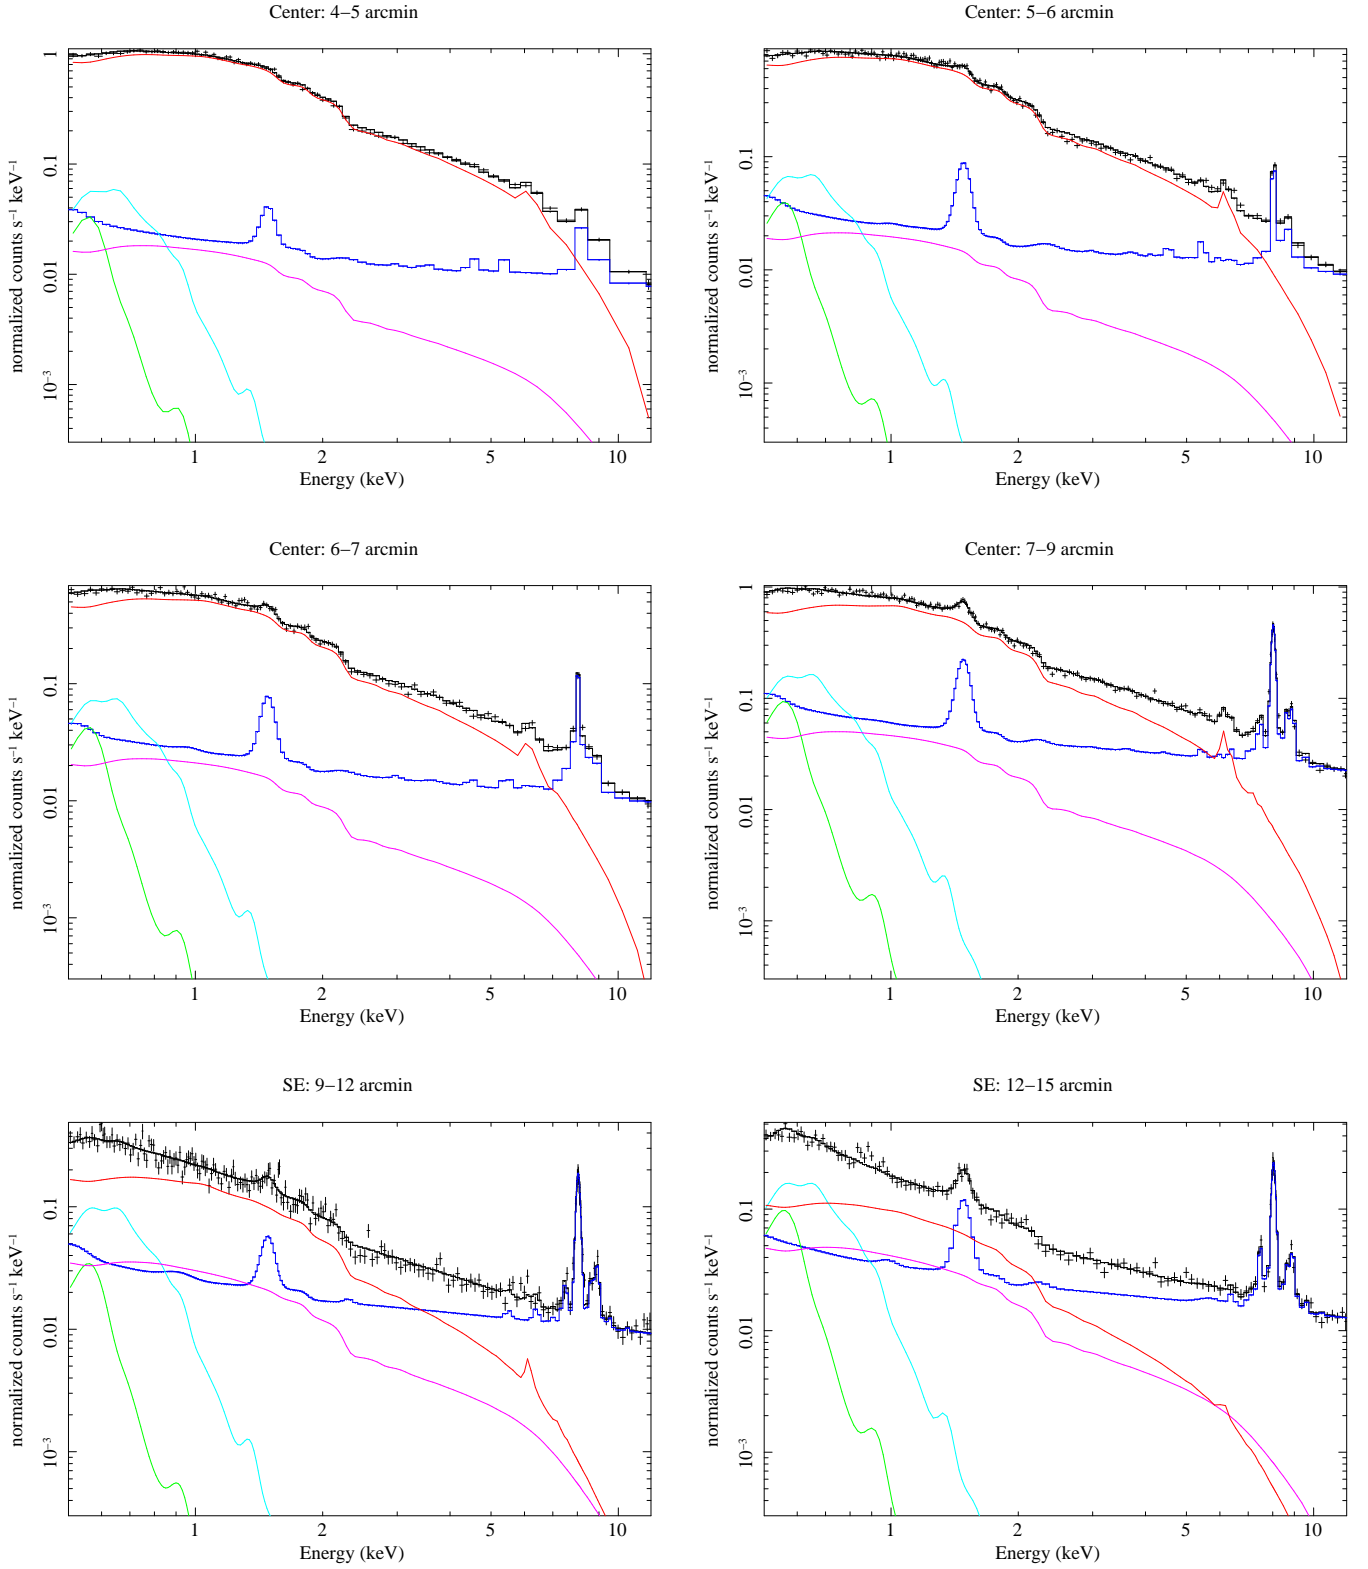 Center: 4−5 arcmin
normalized counts s⁻¹ keV⁻¹
1
0.1
0.01
10⁻³
1 2 5 10
Energy (keV)
Center: 5−6 arcmin
normalized counts s⁻¹ keV⁻¹
0.1
0.01
10⁻³
1 2 5 10
Energy (keV)
Center: 6−7 arcmin
normalized counts s⁻¹ keV⁻¹
0.1
0.01
10⁻³
1 2 5 10
Energy (keV)
Center: 7−9 arcmin
normalized counts s⁻¹ keV⁻¹
1
0.1
0.01
10⁻³
1 2 5 10
Energy (keV)
SE: 9−12 arcmin
normalized counts s⁻¹ keV⁻¹
0.1
0.01
10⁻³
1 2 5 10
Energy (keV)
SE: 12−15 arcmin
normalized counts s⁻¹ keV⁻¹
0.1
0.01
10⁻³
1 2 5 10
Energy (keV)